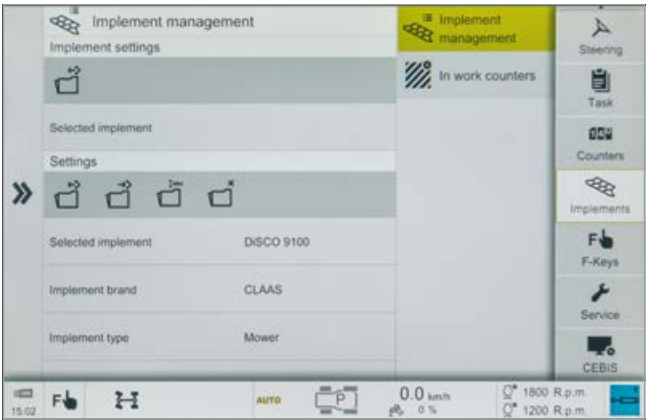 Implement management
Implement settings
Selected implement
Settings
Selected implement DISCO 9100
Implement brand CLAAS
Implement type Mower
Implement
management
In work counters
Steering
Task
Counters
Implements
F
F-Keys
Service
CEBIS
15:02
F
AUTO
P
0.0 km/h
0 %
1800 R.p.m.
1200 R.p.m.